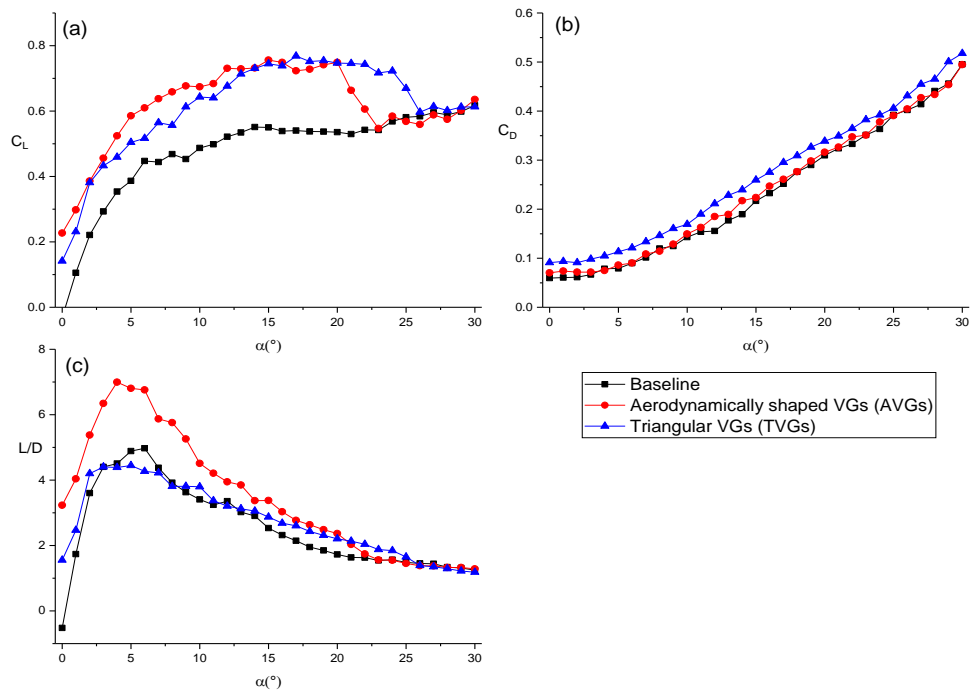 (a)
C_L
0.8
0.6
0.4
0.2
0.0
0 5 10 15 20 25 30
α(°)
(b)
C_D
0.6
0.5
0.4
0.3
0.2
0.1
0.0
0 5 10 15 20 25 30
α(°)
(c)
L/D
8
6
4
2
0
0 5 10 15 20 25 30
α(°)
Baseline
Aerodynamically shaped VGs (AVGs)
Triangular VGs (TVGs)